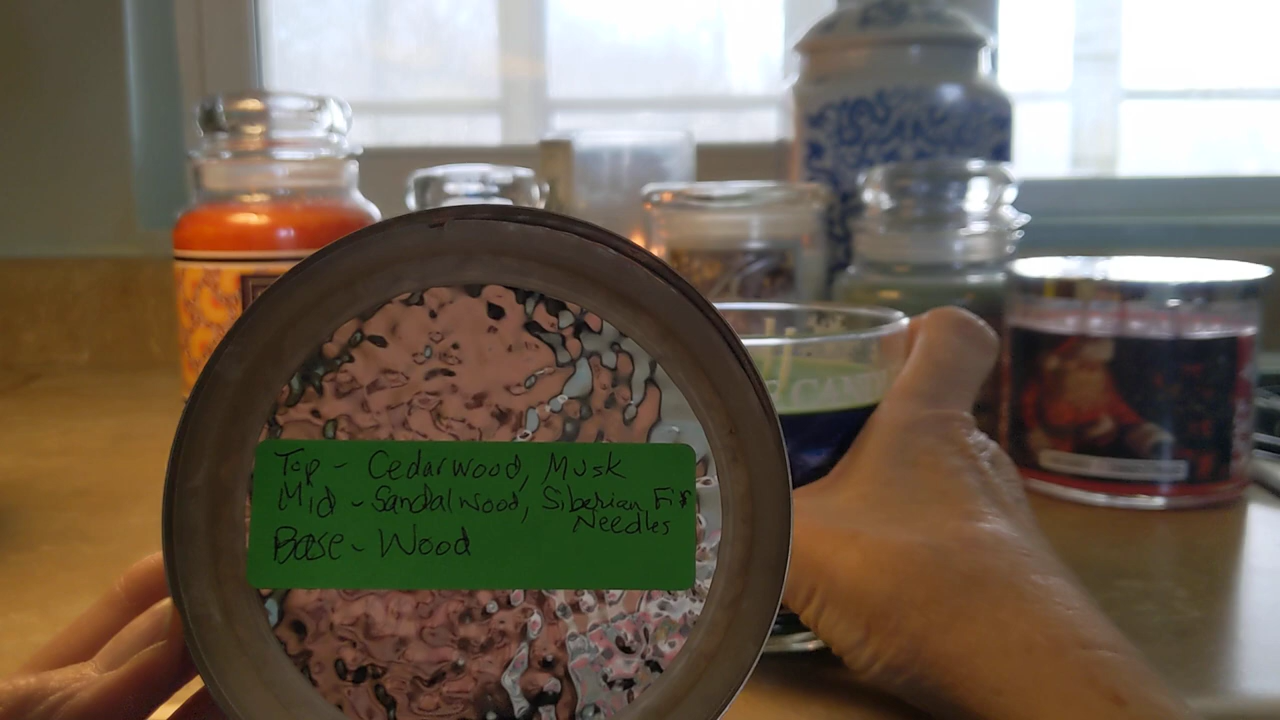 Top - Cedarwood, Musk
Mid - Sandalwood, Siberian Fir
Needles
Base - Wood